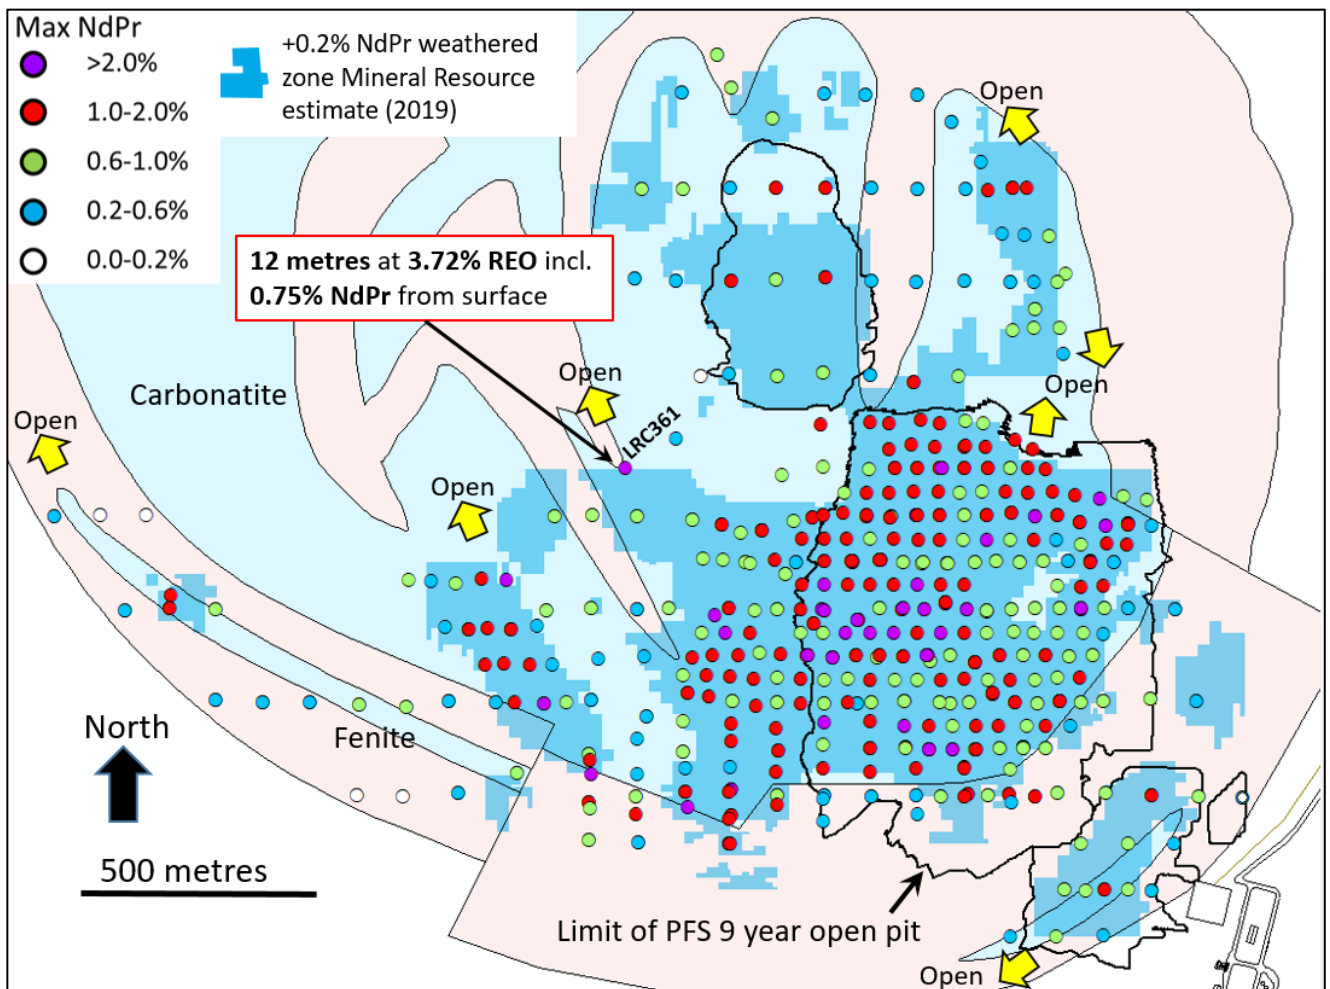 Max NdPr
>2.0%
1.0-2.0%
0.6-1.0%
0.2-0.6%
0.0-0.2%
+0.2% NdPr weathered
zone Mineral Resource
estimate (2019)
Open
12 metres at 3.72% REO incl.
0.75% NdPr from surface
Open
Open
Carbonatite
Open
LRC361
Open
North
Fenite
500 metres
Limit of PFS 9 year open pit
Open